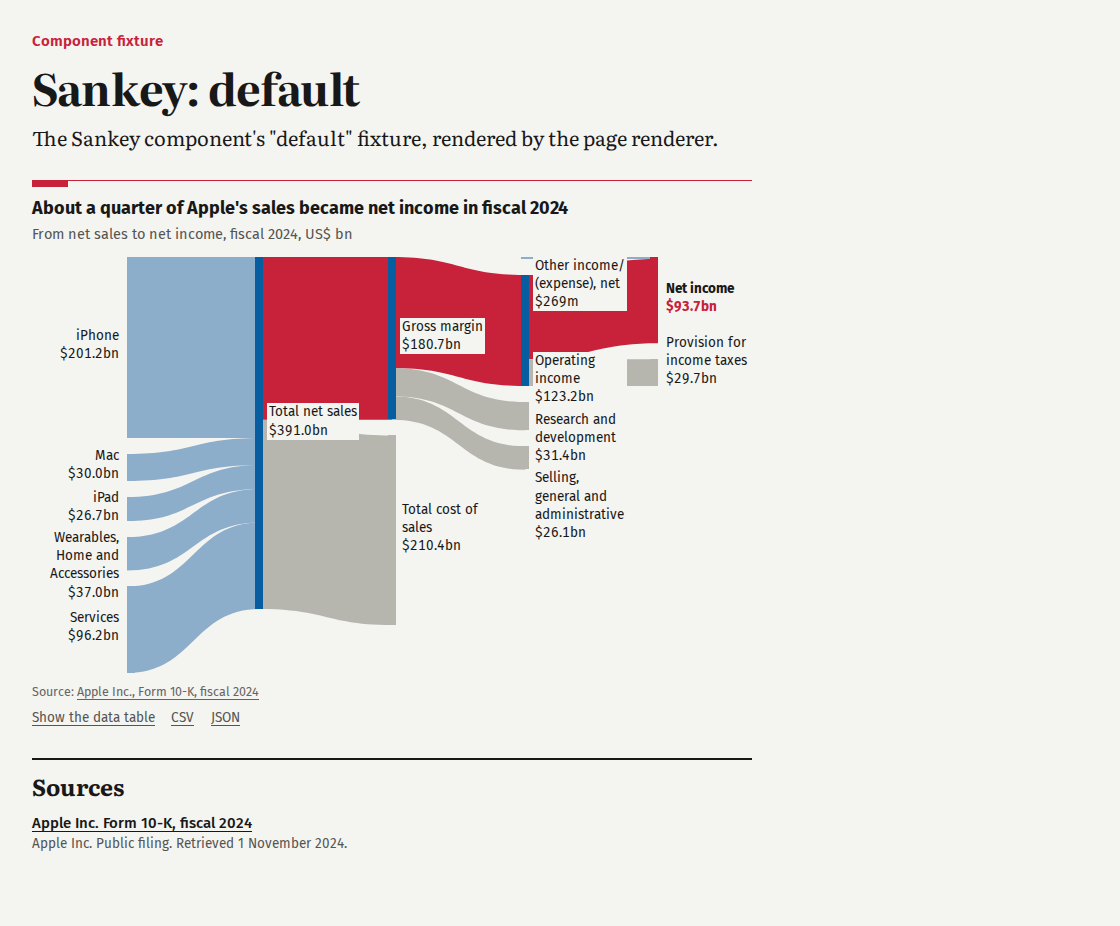 Component fixture
Sankey: default
The Sankey component's "default" fixture, rendered by the page renderer.
About a quarter of Apple's sales became net income in fiscal 2024
From net sales to net income, fiscal 2024, US$ bn
iPhone
$201.2bn
Mac
$30.0bn
iPad
$26.7bn
Wearables,
Home and
Accessories
$37.0bn
Services
$96.2bn
Total net sales
$391.0bn
Gross margin
$180.7bn
Total cost of
sales
$210.4bn
Other income/
(expense), net
$269m
Operating
income
$123.2bn
Research and
development
$31.4bn
Selling,
general and
administrative
$26.1bn
Net income
$93.7bn
Provision for
income taxes
$29.7bn
Source: Apple Inc., Form 10-K, fiscal 2024
Show the data table CSV JSON
Sources
Apple Inc. Form 10-K, fiscal 2024
Apple Inc. Public filing. Retrieved 1 November 2024.